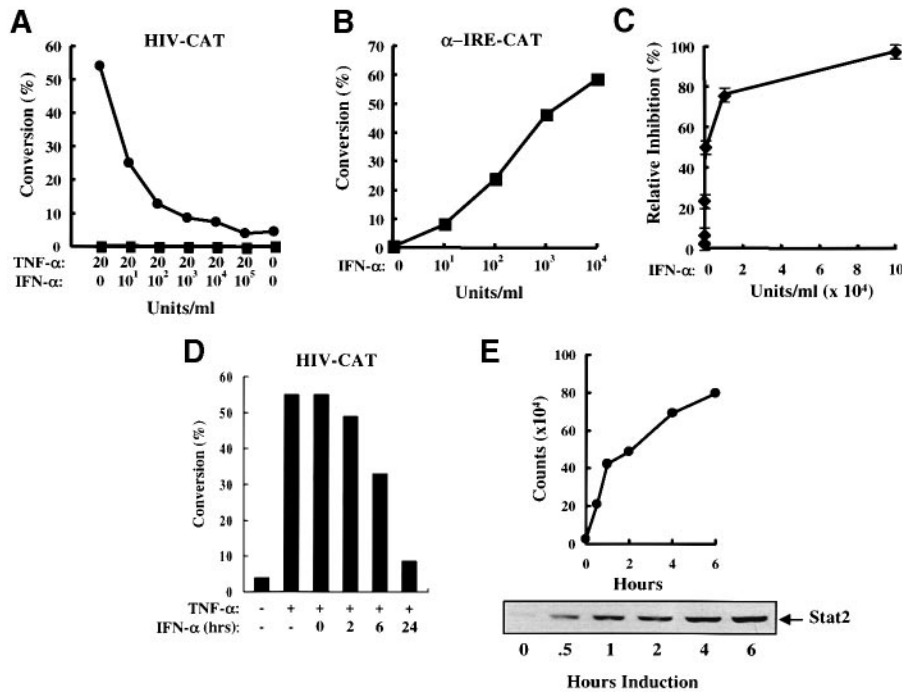 A
HIV-CAT
Conversion (%)
60
50
40
30
20
10
0
TNF-α: 20 20 20 20 20 20 0
IFN-α: 0 10¹ 10² 10³ 10⁴ 10⁵ 0
Units/ml
B
α–IRE-CAT
Conversion (%)
70
60
50
40
30
20
10
0
IFN-α: 0 10¹ 10² 10³ 10⁴
Units/ml
C
Relative Inhibition (%)
100
80
60
40
20
0
IFN-α: 0 2 4 6 8 10
Units/ml (x 10⁴)
D
HIV-CAT
Conversion (%)
60
50
40
30
20
10
0
TNF-α: - + + + + +
IFN-α (hrs): - - 0 2 6 24
E
Counts (x10⁴)
100
80
60
40
20
0
0 2 4 6
Hours
Stat2
0 .5 1 2 4 6
Hours Induction